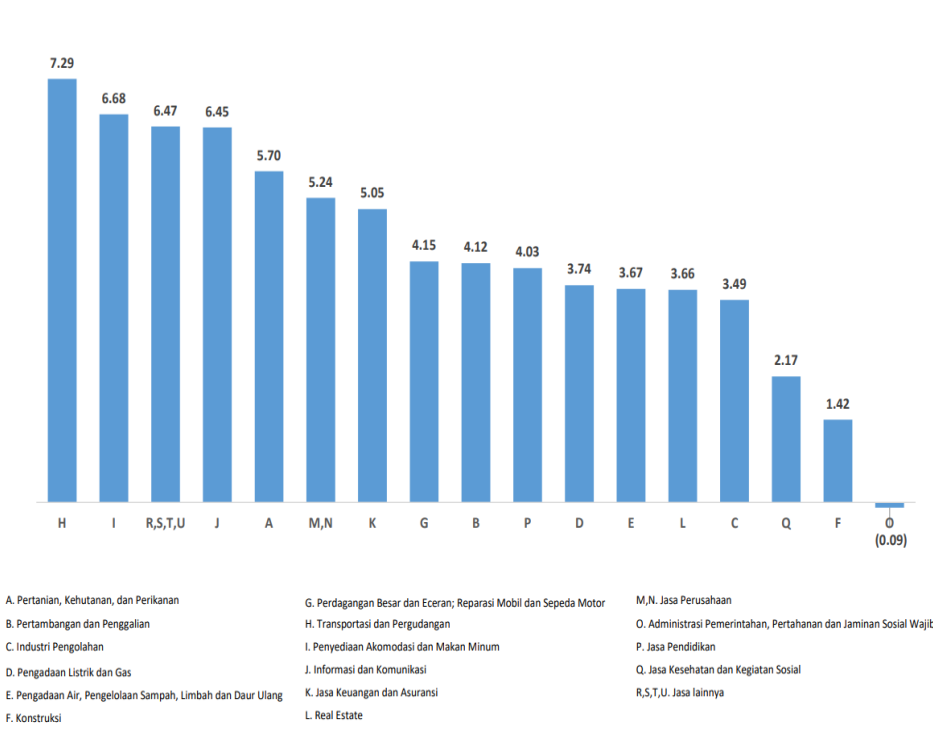 7.29
6.68
6.47
6.45
5.70
5.24
5.05
4.15
4.12
4.03
3.74
3.67
3.66
3.49
2.17
1.42
H I R,S,T,U J A M,N K G B P D E L C Q F O
(0.09)
A. Pertanian, Kehutanan, dan Perikanan
B. Pertambangan dan Penggalian
C. Industri Pengolahan
D. Pengadaan Listrik dan Gas
E. Pengadaan Air, Pengelolaan Sampah, Limbah dan Daur Ulang
F. Konstruksi
G. Perdagangan Besar dan Eceran; Reparasi Mobil dan Sepeda Motor
H. Transportasi dan Pergudangan
I. Penyediaan Akomodasi dan Makan Minum
J. Informasi dan Komunikasi
K. Jasa Keuangan dan Asuransi
L. Real Estate
M,N. Jasa Perusahaan
O. Administrasi Pemerintahan, Pertahanan dan Jaminan Sosial Wajib
P. Jasa Pendidikan
Q. Jasa Kesehatan dan Kegiatan Sosial
R,S,T,U. Jasa lainnya